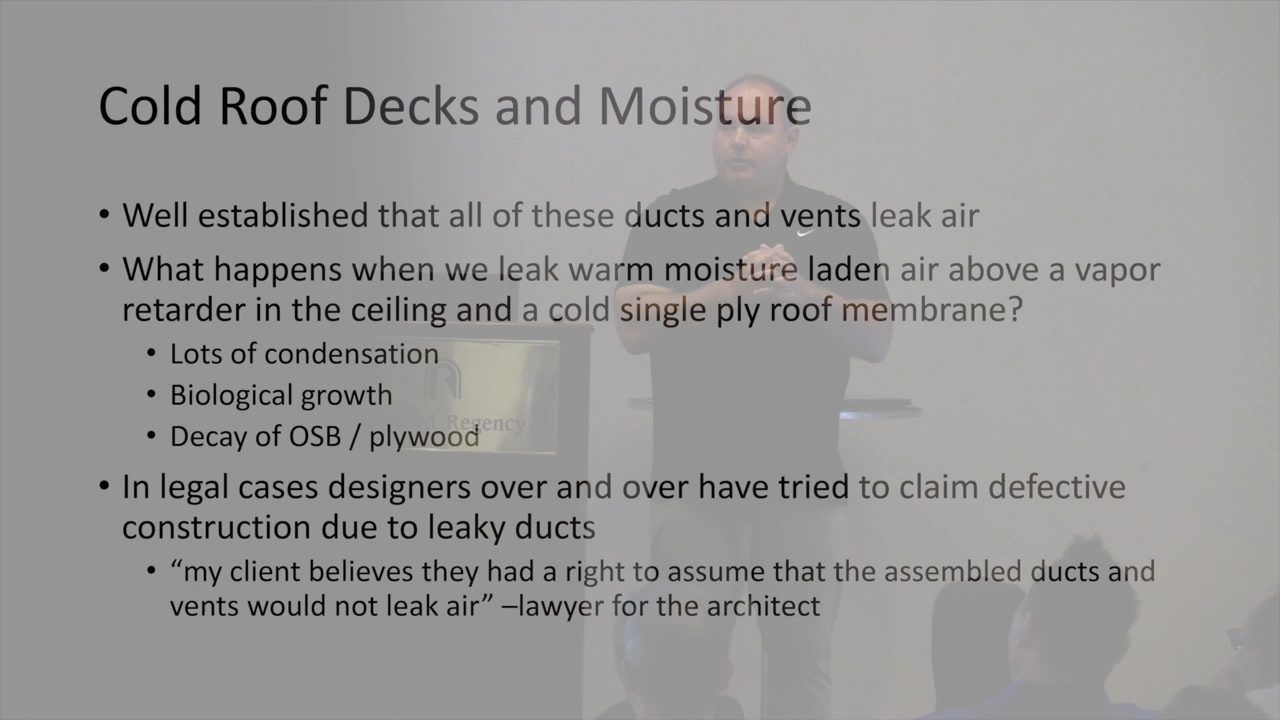 Cold Roof Decks and Moisture
• Well established that all of these ducts and vents leak air
• What happens when we leak warm moisture laden air above a vapor
retarder in the ceiling and a cold single ply roof membrane?
• Lots of condensation
• Biological growth
• Decay of OSB / plywood
Regency
• In legal cases designers over and over have tried to claim defective
construction due to leaky ducts
• “my client believes they had a right to assume that the assembled ducts and
vents would not leak air” –lawyer for the architect